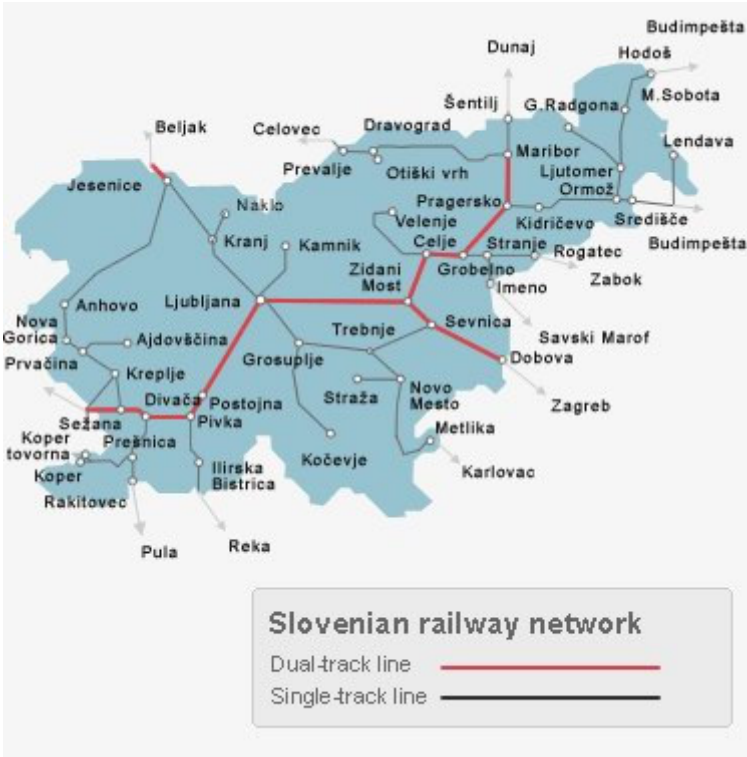 Budimpešta
Dunaj
Hodoš
Šentilj
G.Radgona
M.Sobota
Beljak
Celovec
Dravograd
Lendava
Prevalje
Otiški vrh
Maribor
Ljutomer
Jesenice
Pragersko
Ormož
Naklo
Velenje
Kidričevo
Središče
Kranj
Kamnik
Celje
Stranje
Rogatec
Budimpešta
Zidani
Most
Grobelno
Zabok
Anhovo
Ljubljana
Imeno
Nova
Gorica
Ajdovščina
Trebnje
Sevnica
Savski Marof
Prvačina
Grosuplje
Dobova
Kreplje
Divača
Postojna
Straža
Novo
Mesto
Zagreb
Sežana
Pivka
Metlika
Koper
tovorna
Prešnica
Kočevje
Karlovac
Koper
Ilirska
Bistrica
Rakitovec
Pula
Reka
Slovenian railway network
Dual-track line
Single-track line